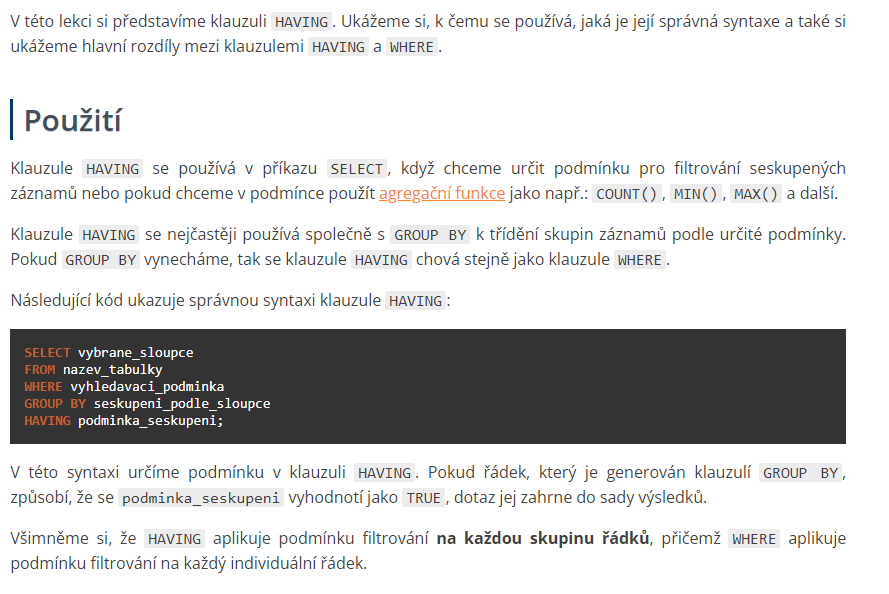 V této lekci si představíme klauzuli HAVING. Ukážeme si, k čemu se používá, jaká je její správná syntaxe a také si
ukážeme hlavní rozdíly mezi klauzulemi HAVING a WHERE.
Použití
Klauzule HAVING se používá v příkazu SELECT, když chceme určit podmínku pro filtrování seskupených
záznamů nebo pokud chceme v podmínce použít agregační funkce jako např.: COUNT(), MIN(), MAX() a další.
Klauzule HAVING se nejčastěji používá společně s GROUP BY k třídění skupin záznamů podle určité podmínky.
Pokud GROUP BY vynecháme, tak se klauzule HAVING chová stejně jako klauzule WHERE.
Následující kód ukazuje správnou syntaxi klauzule HAVING:
SELECT vybrane_sloupce
FROM nazev_tabulky
WHERE vyhledavaci_podminka
GROUP BY seskupeni_podle_sloupce
HAVING podminka_seskupeni;
V této syntaxi určíme podmínku v klauzuli HAVING. Pokud řádek, který je generován klauzulí GROUP BY,
způsobí, že se podminka_seskupeni vyhodnotí jako TRUE, dotaz jej zahrne do sady výsledků.
Všimněme si, že HAVING aplikuje podmínku filtrování na každou skupinu řádků, přičemž WHERE aplikuje
podmínku filtrování na každý individuální řádek.